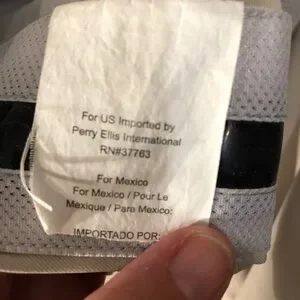 For US Imported by
Perry Ellis International
RN#37763
For Mexico
For Mexico / Pour Le
Mexique / Para Mexico:
IMPORTADO POR: